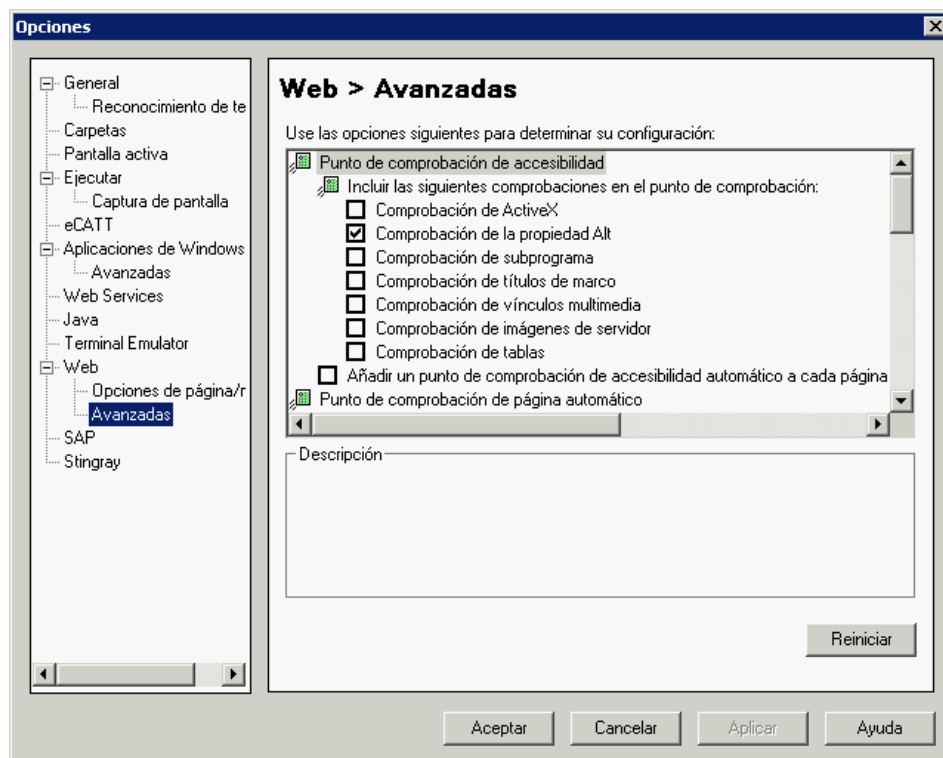 Opciones
General
Reconocimiento de te
Carpetas
Pantalla activa
Ejecutar
Captura de pantalla
eCATT
Aplicaciones de Windows
Avanzadas
Web Services
Java
Terminal Emulator
Web
Opciones de página/r
Avanzadas
SAP
Stingray
Web > Avanzadas
Use las opciones siguientes para determinar su configuración:
Punto de comprobación de accesibilidad
Incluir las siguientes comprobaciones en el punto de comprobación:
Comprobación de ActiveX
Comprobación de la propiedad Alt
Comprobación de subprograma
Comprobación de títulos de marco
Comprobación de vínculos multimedia
Comprobación de imágenes de servidor
Comprobación de tablas
Añadir un punto de comprobación de accesibilidad automático a cada página
Punto de comprobación de página automático
Descripción
Reiniciar
Aceptar
Cancelar
Aplicar
Ayuda